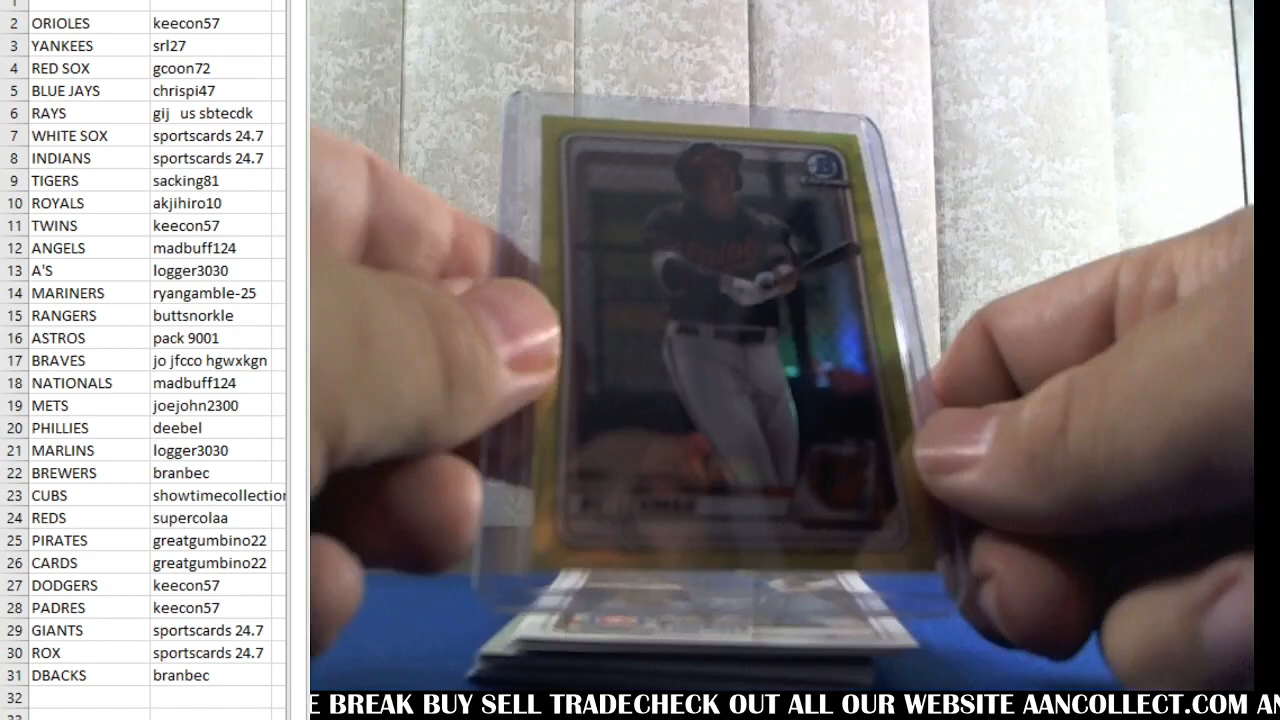 2 ORIOLES keecon57
3 YANKEES srl27
4 RED SOX gcoon72
5 BLUE JAYS chrispi47
6 RAYS gij us sbtecdk
7 WHITE SOX sportscards 24.7
8 INDIANS sportscards 24.7
9 TIGERS sacking81
10 ROYALS akjihiro10
11 TWINS keecon57
12 ANGELS madbuff124
13 A'S logger3030
14 MARINERS ryangamble-25
15 RANGERS buttsnorkle
16 ASTROS pack 9001
17 BRAVES jo jfcco hgwxkgn
18 NATIONALS madbuff124
19 METS joejohn2300
20 PHILLIES deebel
21 MARLINS logger3030
22 BREWERS branbec
23 CUBS showtimecollection
24 REDS supercolaa
25 PIRATES greatgumbino22
26 CARDS greatgumbino22
27 DODGERS keecon57
28 PADRES keecon57
29 GIANTS sportscards 24.7
30 ROX sportscards 24.7
31 DBACKS branbec
32
E BREAK BUY SELL TRADECHECK OUT ALL OUR WEBSITE AANCOLLECT.COM AN